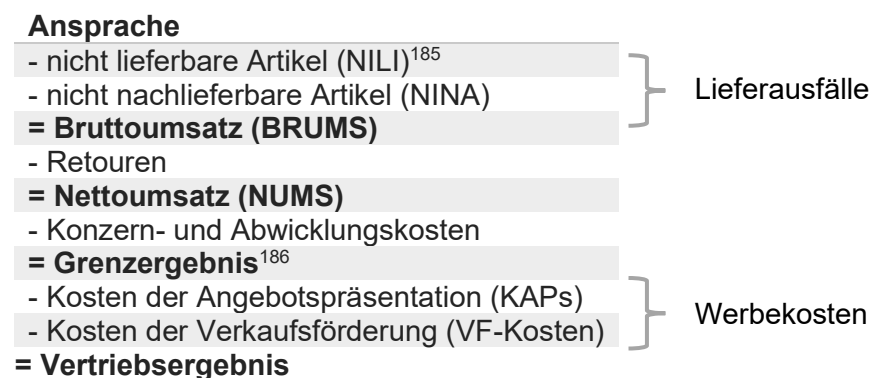 Ansprache
- nicht lieferbare Artikel (NILI)185
- nicht nachlieferbare Artikel (NINA)
Lieferausfälle
= Bruttoumsatz (BRUMS)
- Retouren
= Nettoumsatz (NUMS)
- Konzern- und Abwicklungskosten
= Grenzergebnis186
- Kosten der Angebotspräsentation (KAPs)
Werbekosten
- Kosten der Verkaufsförderung (VF-Kosten)
= Vertriebsergebnis